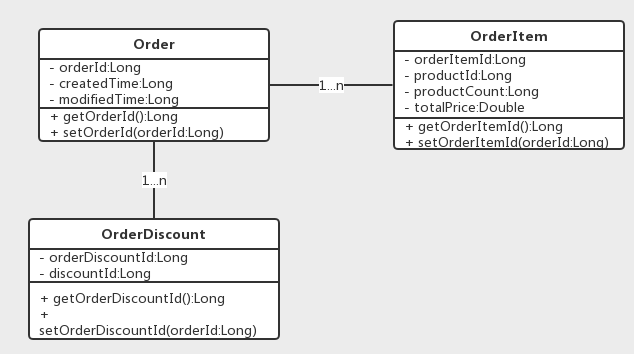 Order
- orderId:Long
- createdTime:Long
- modifiedTime:Long
+ getOrderId():Long
+ setOrderId(orderId:Long)
1...n
OrderItem
- orderItemId:Long
- productId:Long
- productCount:Long
- totalPrice:Double
+ getOrderItemId():Long
+ setOrderItemId(orderId:Long)
1...n
OrderDiscount
- orderDiscountId:Long
- discountId:Long
+ getOrderDiscountId():Long
+
setOrderDiscountId(orderId:Long)